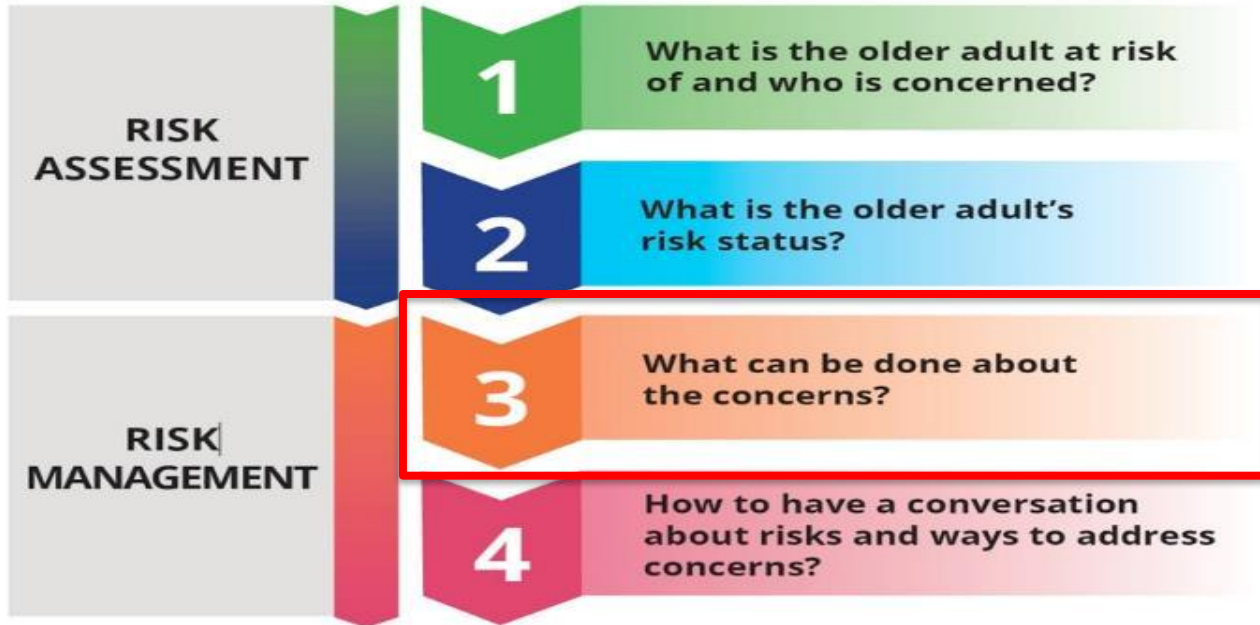 RISK
ASSESSMENT
1
What is the older adult at risk
of and who is concerned?
2
What is the older adult's
risk status?
RISK
MANAGEMENT
3
What can be done about
the concerns?
4
How to have a conversation
about risks and ways to address
concerns?